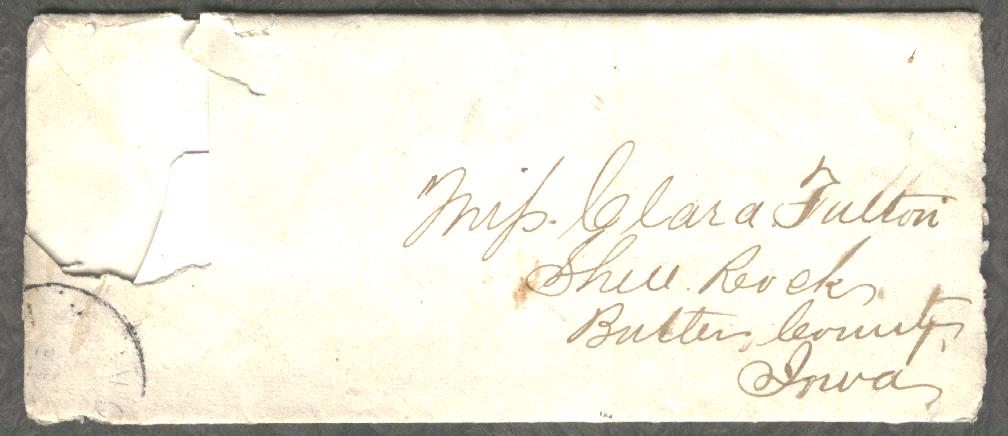 Miss. Clara Fulton
Shell Rock,
Butler, County,
Iowa,